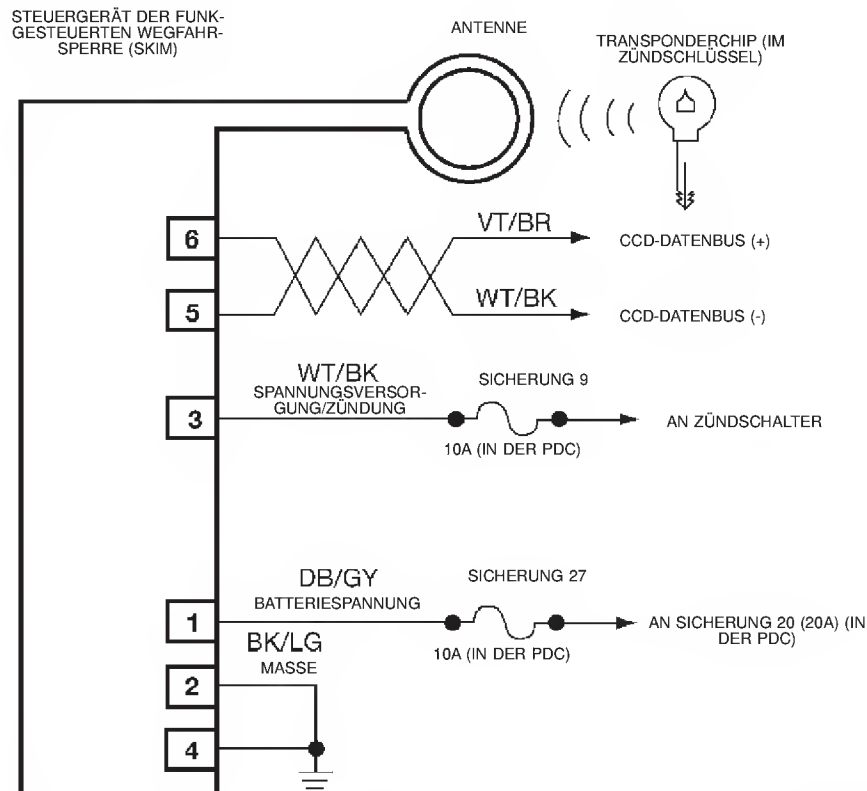 STEUERGERÄT DER FUNK-
GESTEUERTEN WEGFAHR-
SPERRE (SKIM)
ANTENNE
TRANSPONDERCHIP (IM
ZÜNDSCHLÜSSEL)
6
VT/BR
CCD-DATENBUS (+)
5
WT/BK
CCD-DATENBUS (-)
WT/BK
SPANNUNGSVERSOR-
GUNG/ZÜNDUNG
SICHERUNG 9
3
AN ZÜNDSCHALTER
10A (IN DER PDC)
DB/GY
BATTERIESPANNUNG
SICHERUNG 27
1
AN SICHERUNG 20 (20A) (IN
DER PDC)
10A (IN DER PDC)
BK/LG
MASSE
2
4